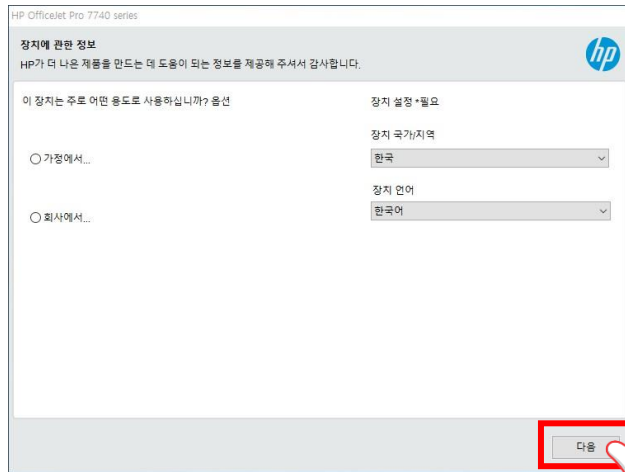 HP OfficeJet Pro 7740 series
장치에 관한 정보
HP가 더 나은 제품을 만드는 데 도움이 되는 정보를 제공해 주셔서 감사합니다.
hp
이 장치는 주로 어떤 용도로 사용하십니까? 옵션
장치 설정 *필요
장치 국가/지역
가정에서...
한국
장치 언어
회사에서...
한국어
다음